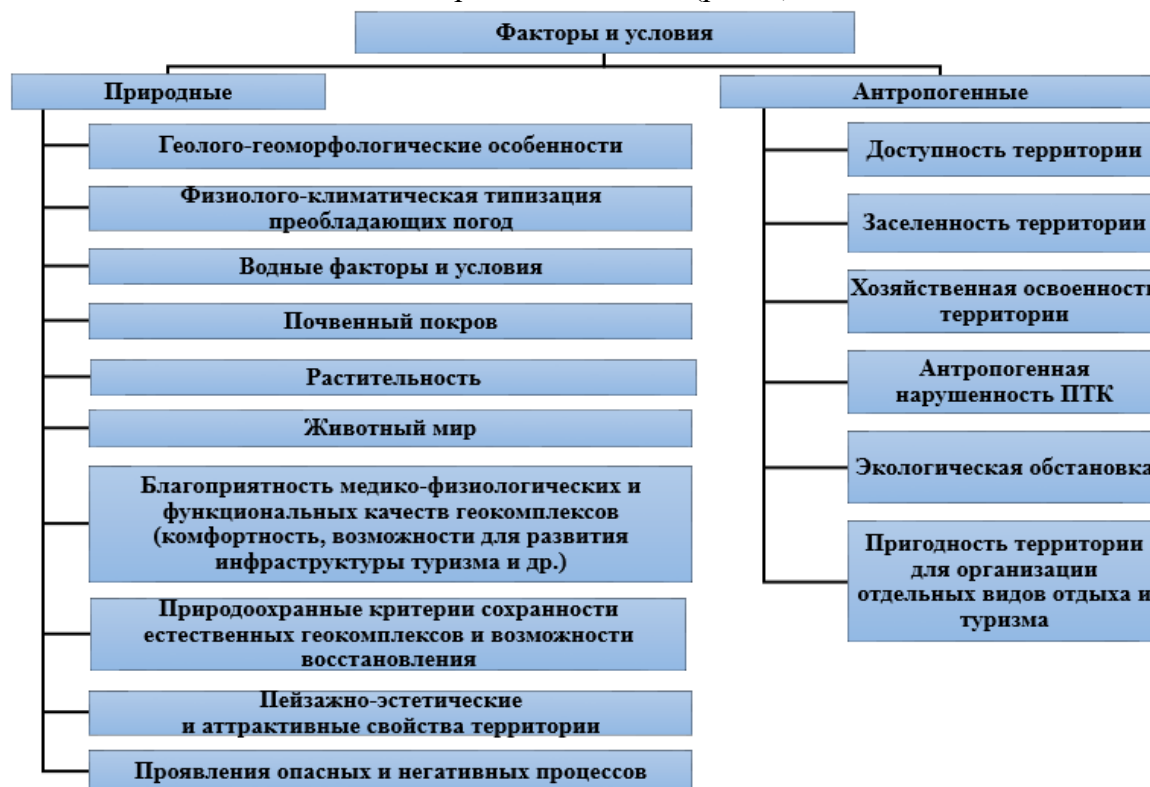 Факторы и условия
Природные
Геолого-геоморфологические особенности
Физиолого-климатическая типизация
преобладающих погод
Водные факторы и условия
Почвенный покров
Растительность
Животный мир
Благоприятность медико-физиологических и
функциональных качеств геокомплексов
(комфортность, возможности для развития
инфраструктуры туризма и др.)
Природоохранные критерии сохранности
естественных геокомплексов и возможности
восстановления
Пейзажно-эстетические
и аттрактивные свойства территории
Проявления опасных и негативных процессов
Антропогенные
Доступность территории
Заселенность территории
Хозяйственная освоенность
территории
Антропогенная
нарушенность ПТК
Экологическая обстановка
Пригодность территории
для организации
отдельных видов отдыха и
туризма